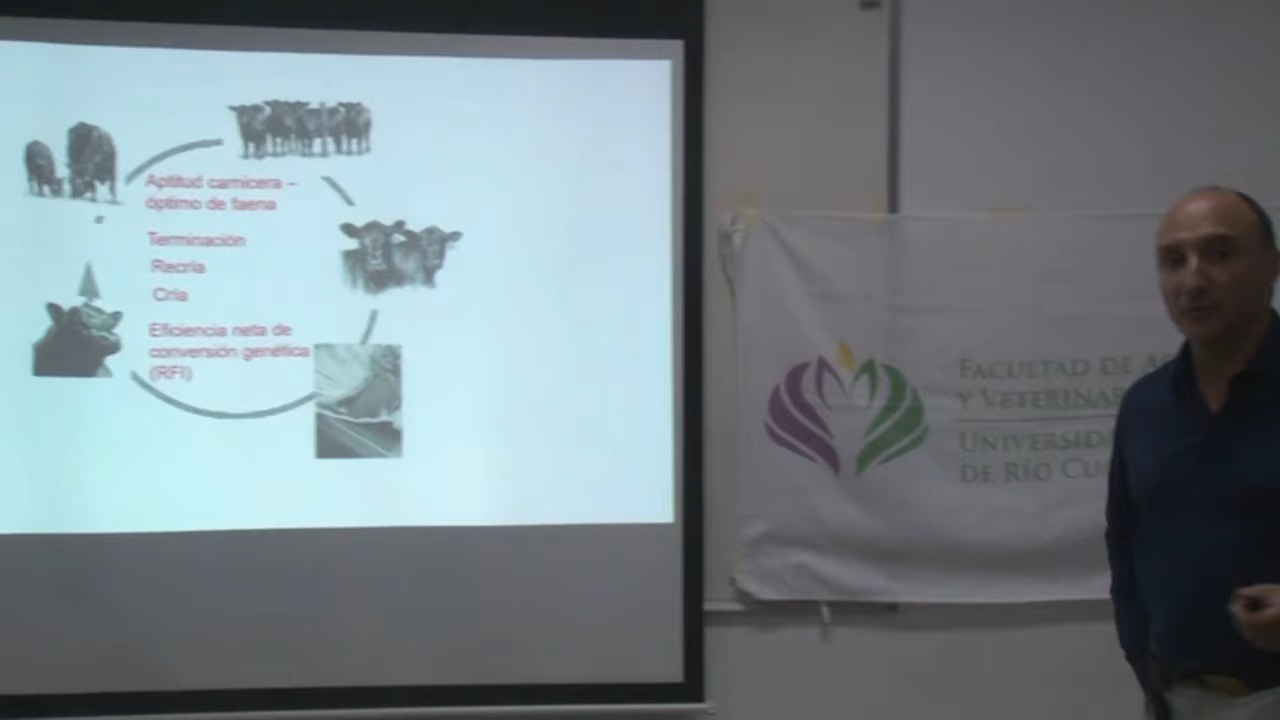 Aptitud carnicera –
óptimo de faena
Terminación
Recría
Cría
Eficiencia neta de
conversión genética
(RFI)
FACULTAD DE
Y VETERINAR
UNIVERSIDA
DE RÍO CU